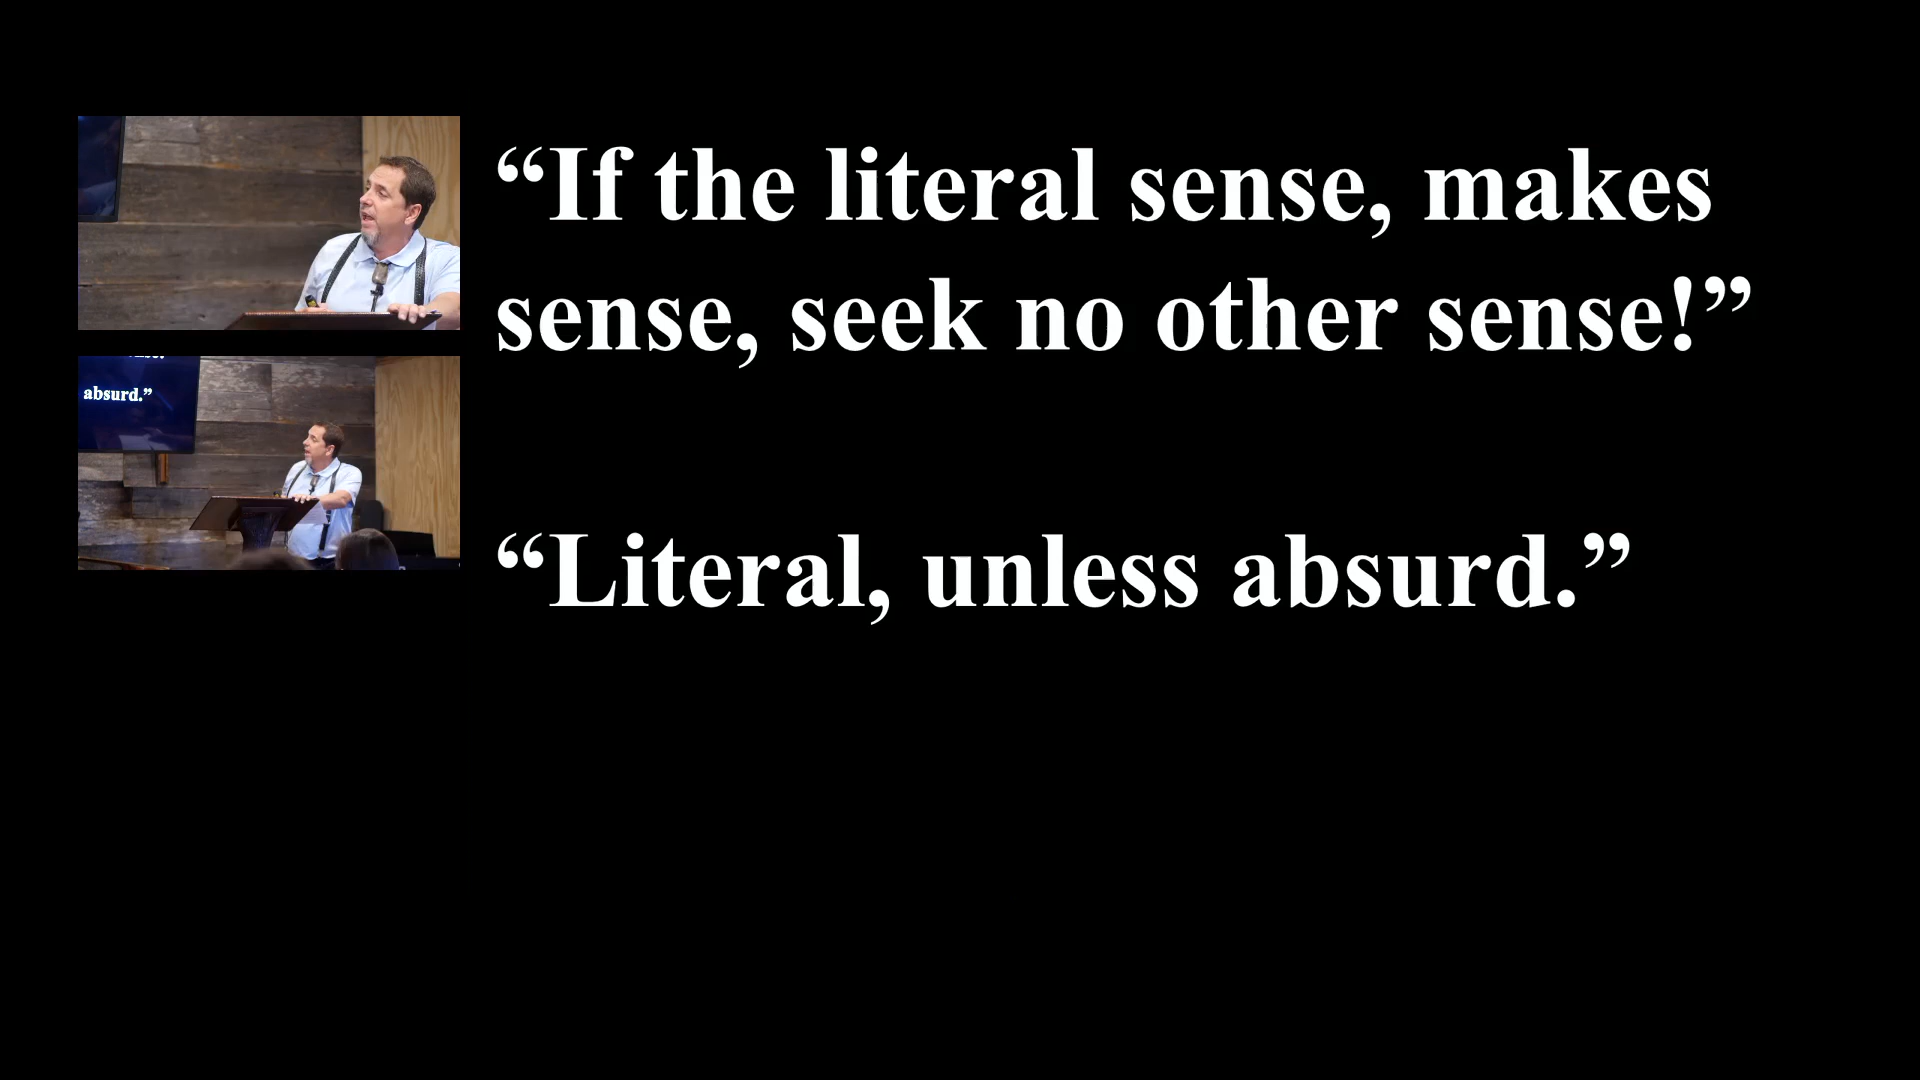 “If the literal sense, makes
sense, seek no other sense!”
“Literal, unless absurd.”
absurd.”